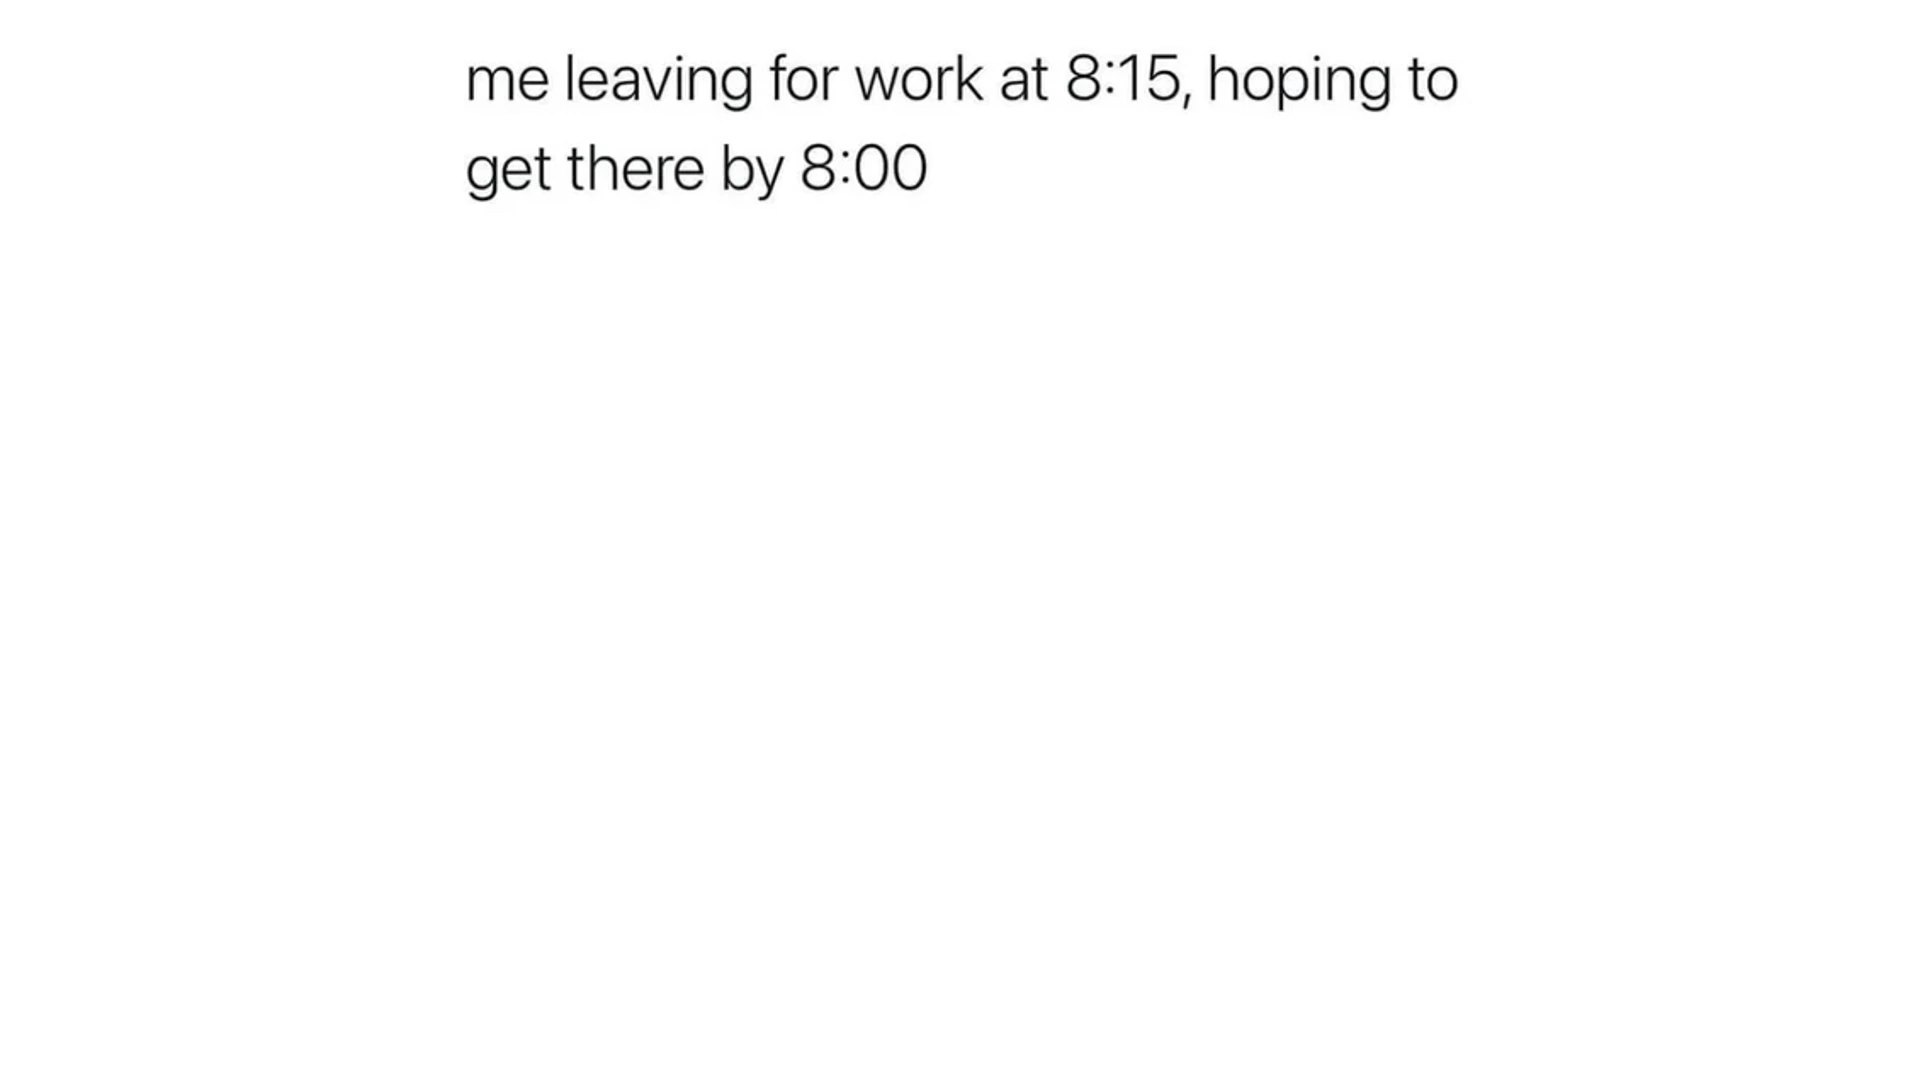 me leaving for work at 8:15, hoping to
get there by 8:00